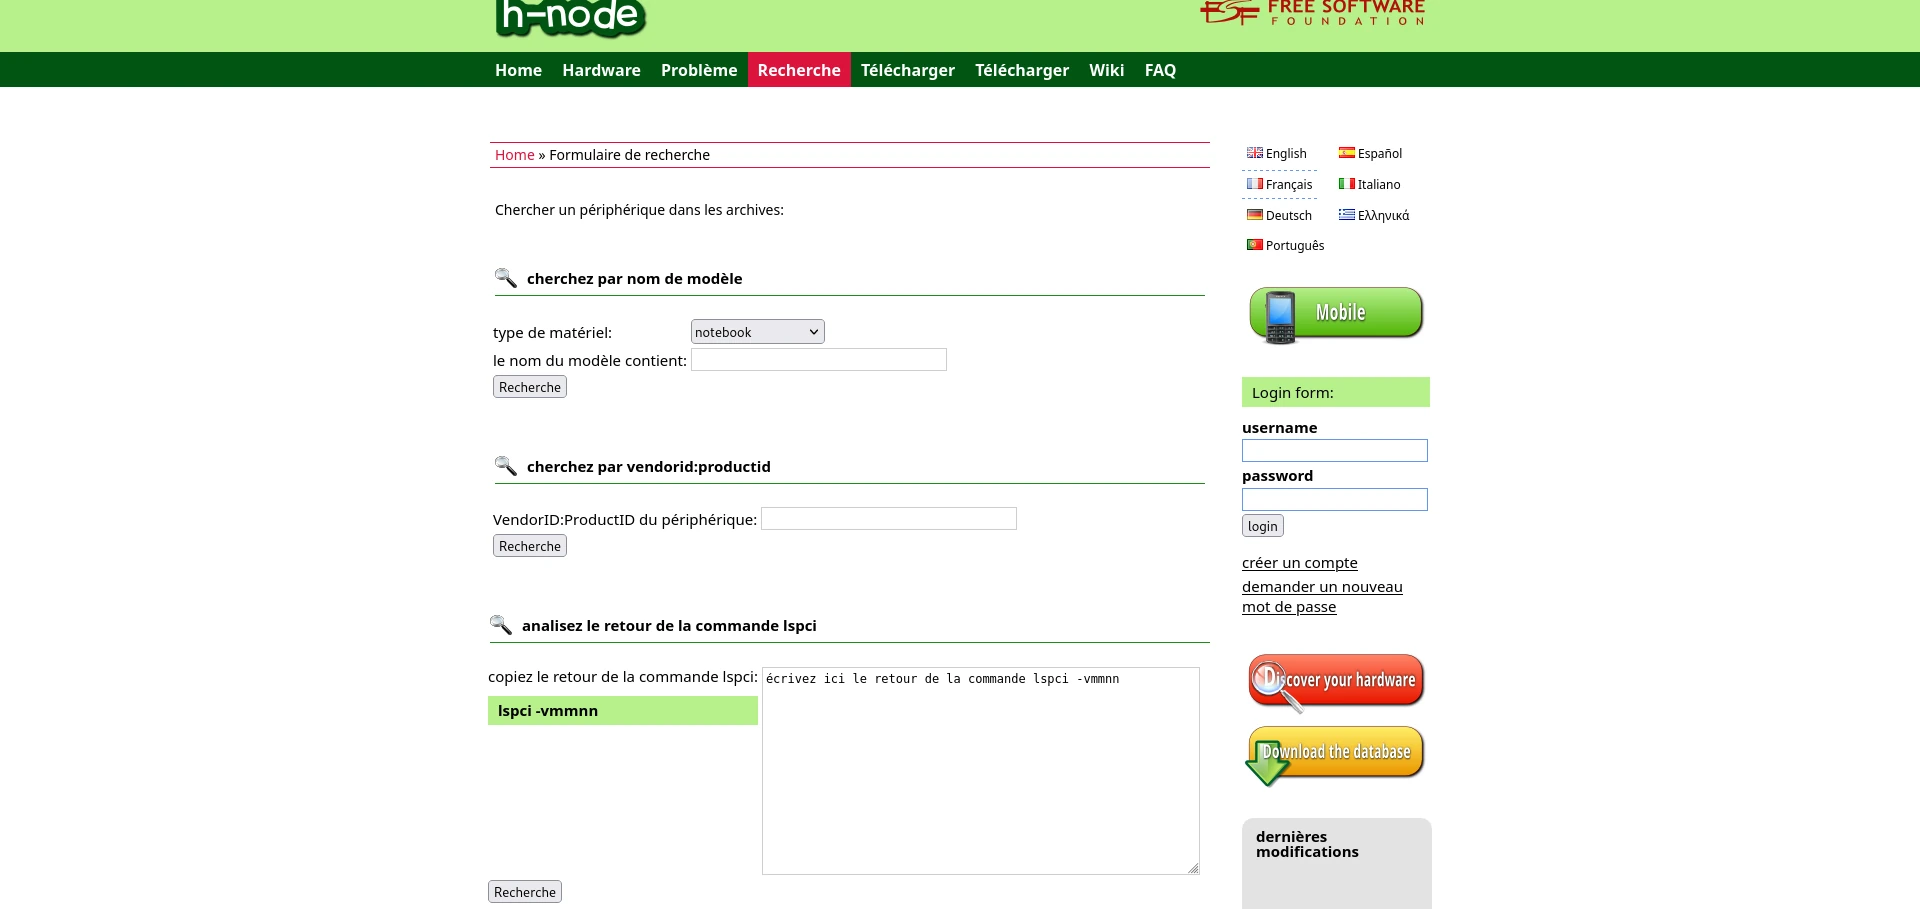 h-node
FREE SOFTWARE
FOUNDATION
Home Hardware Problème Recherche Télécharger Télécharger Wiki FAQ
Home » Formulaire de recherche
Chercher un périphérique dans les archives:
cherchez par nom de modèle
type de matériel: notebook
le nom du modèle contient:
Recherche
cherchez par vendorid:productid
VendorID:ProductID du périphérique:
Recherche
analisez le retour de la commande lspci
copiez le retour de la commande lspci: écrivez ici le retour de la commande lspci -vmmnn
lspci -vmmnn
Recherche
English Español
Français Italiano
Deutsch Ελληνικά
Português
Mobile
Login form:
username
password
login
créer un compte
demander un nouveau
mot de passe
Discover your hardware
Download the database
dernières
modifications